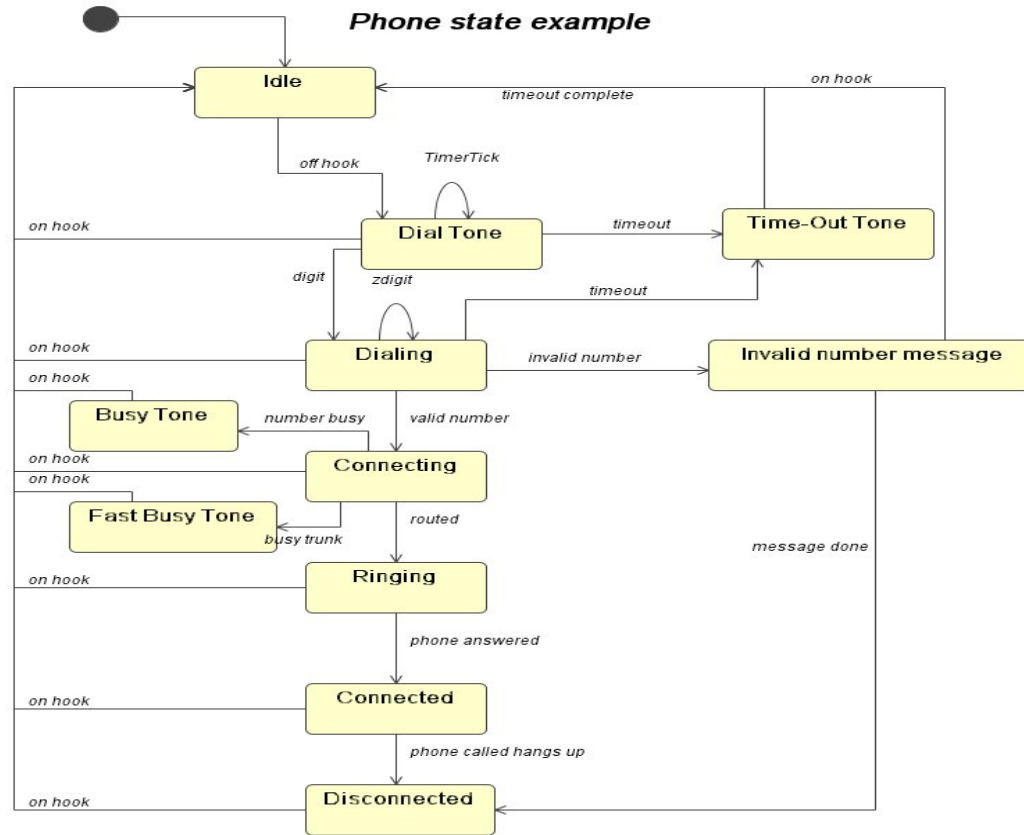 Phone state example
Idle
on hook
timeout complete
off hook
TimerTick
on hook
Dial Tone
timeout
Time-Out Tone
digit
zdigit
timeout
on hook
Dialing
invalid number
Invalid number message
on hook
Busy Tone
number busy
valid number
on hook
Connecting
on hook
Fast Busy Tone
busy trunk
routed
message done
on hook
Ringing
phone answered
on hook
Connected
phone called hangs up
on hook
Disconnected